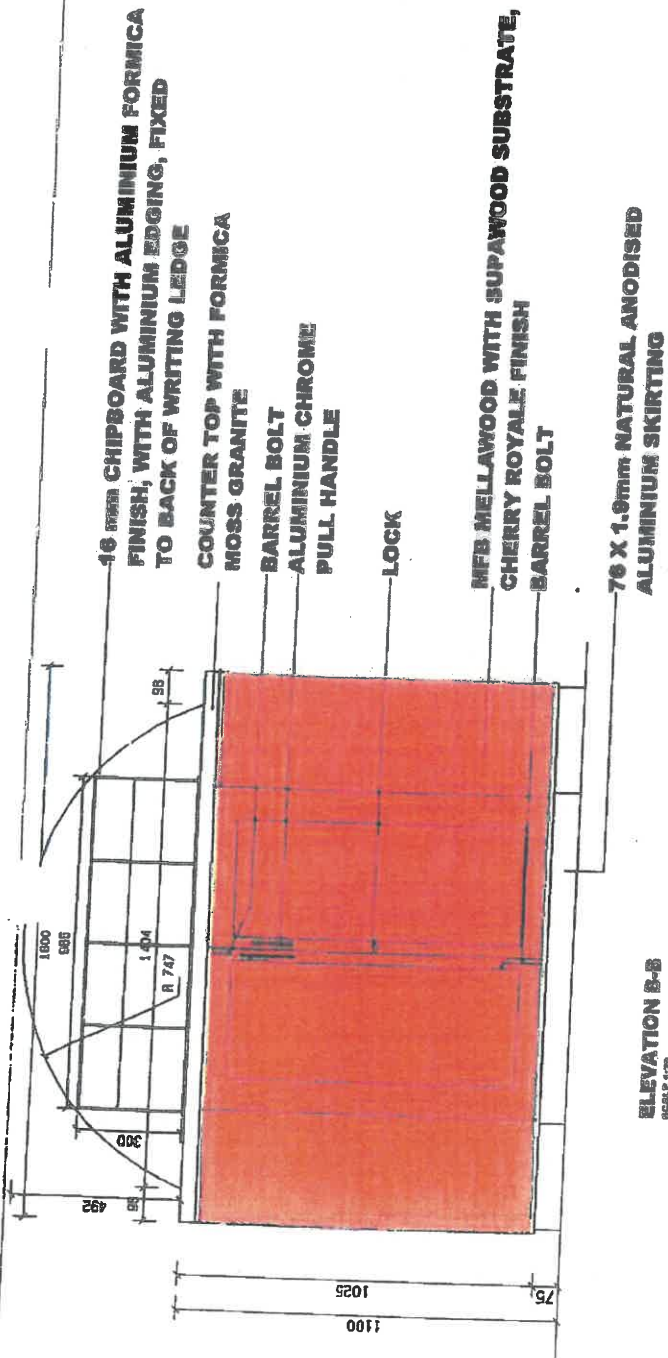 16 mm CHIPBOARD WITH ALUMINIUM FORMICA
FINISH, WITH ALUMINIUM EDGING, FIXED
TO BACK OF WRITING LEDGE
COUNTER TOP WITH FORMICA
MOSS GRANITE
BARREL BOLT
ALUMINIUM CHROME
PULL HANDLE
LOCK
MFB MELLAWOOD WITH SUPAWOOD SUBSTRATE,
CHERRY ROYALE FINISH
BARREL BOLT
76 X 1.9mm NATURAL ANODISED
ALUMINIUM SKIRTING
1600
986
1404
R 747
98
300
492
98
1025
75
1100
ELEVATION B-B